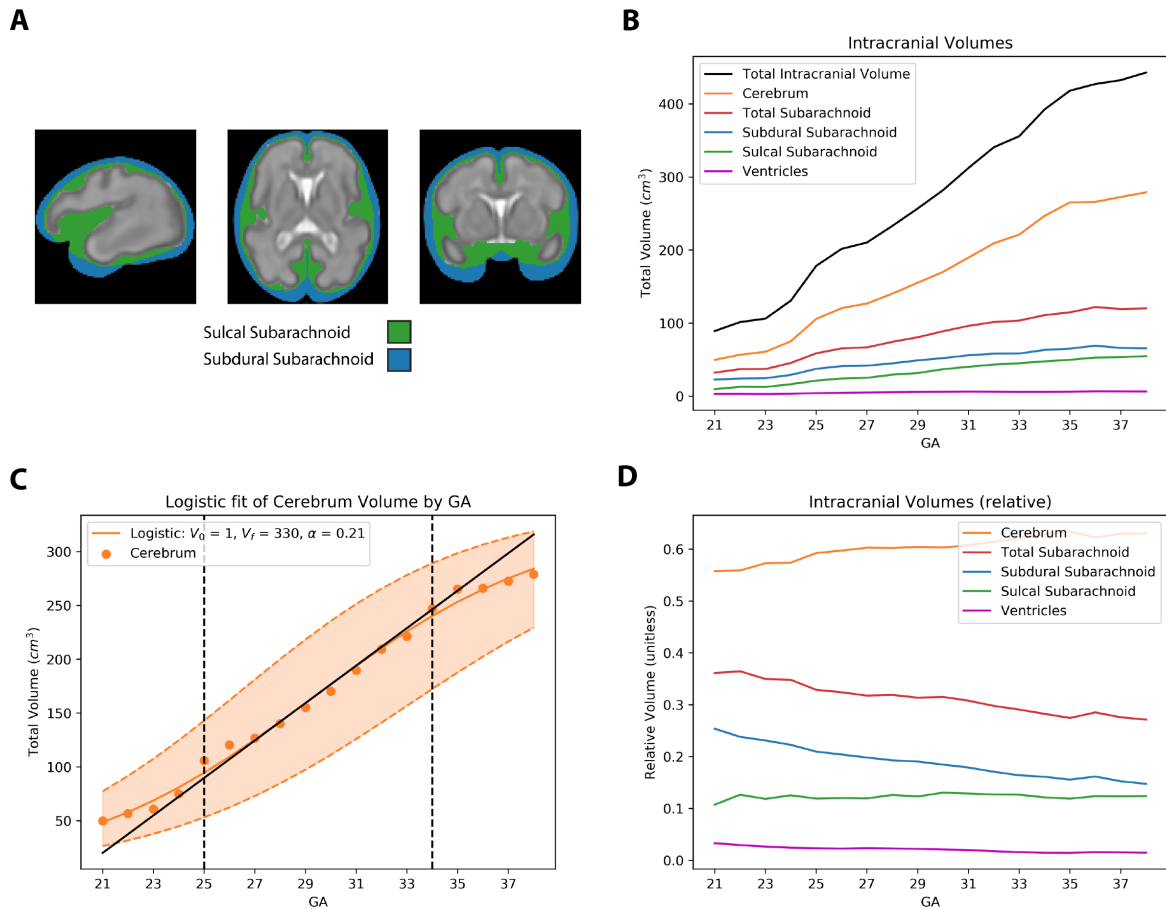 A
Sulcal Subarachnoid
Subdural Subarachnoid
B
Intracranial Volumes
Total Intracranial Volume
Cerebrum
Total Subarachnoid
Subdural Subarachnoid
Sulcal Subarachnoid
Ventricles
Total Volume (cm³)
400
300
200
100
0
21 23 25 27 29 31 33 35 37
GA
C
Logistic fit of Cerebrum Volume by GA
Logistic: V₀ = 1, V_f = 330, α = 0.21
Cerebrum
Total Volume (cm³)
300
250
200
150
100
50
21 23 25 27 29 31 33 35 37
GA
D
Intracranial Volumes (relative)
Cerebrum
Total Subarachnoid
Subdural Subarachnoid
Sulcal Subarachnoid
Ventricles
Relative Volume (unitless)
0.6
0.5
0.4
0.3
0.2
0.1
0.0
21 23 25 27 29 31 33 35 37
GA